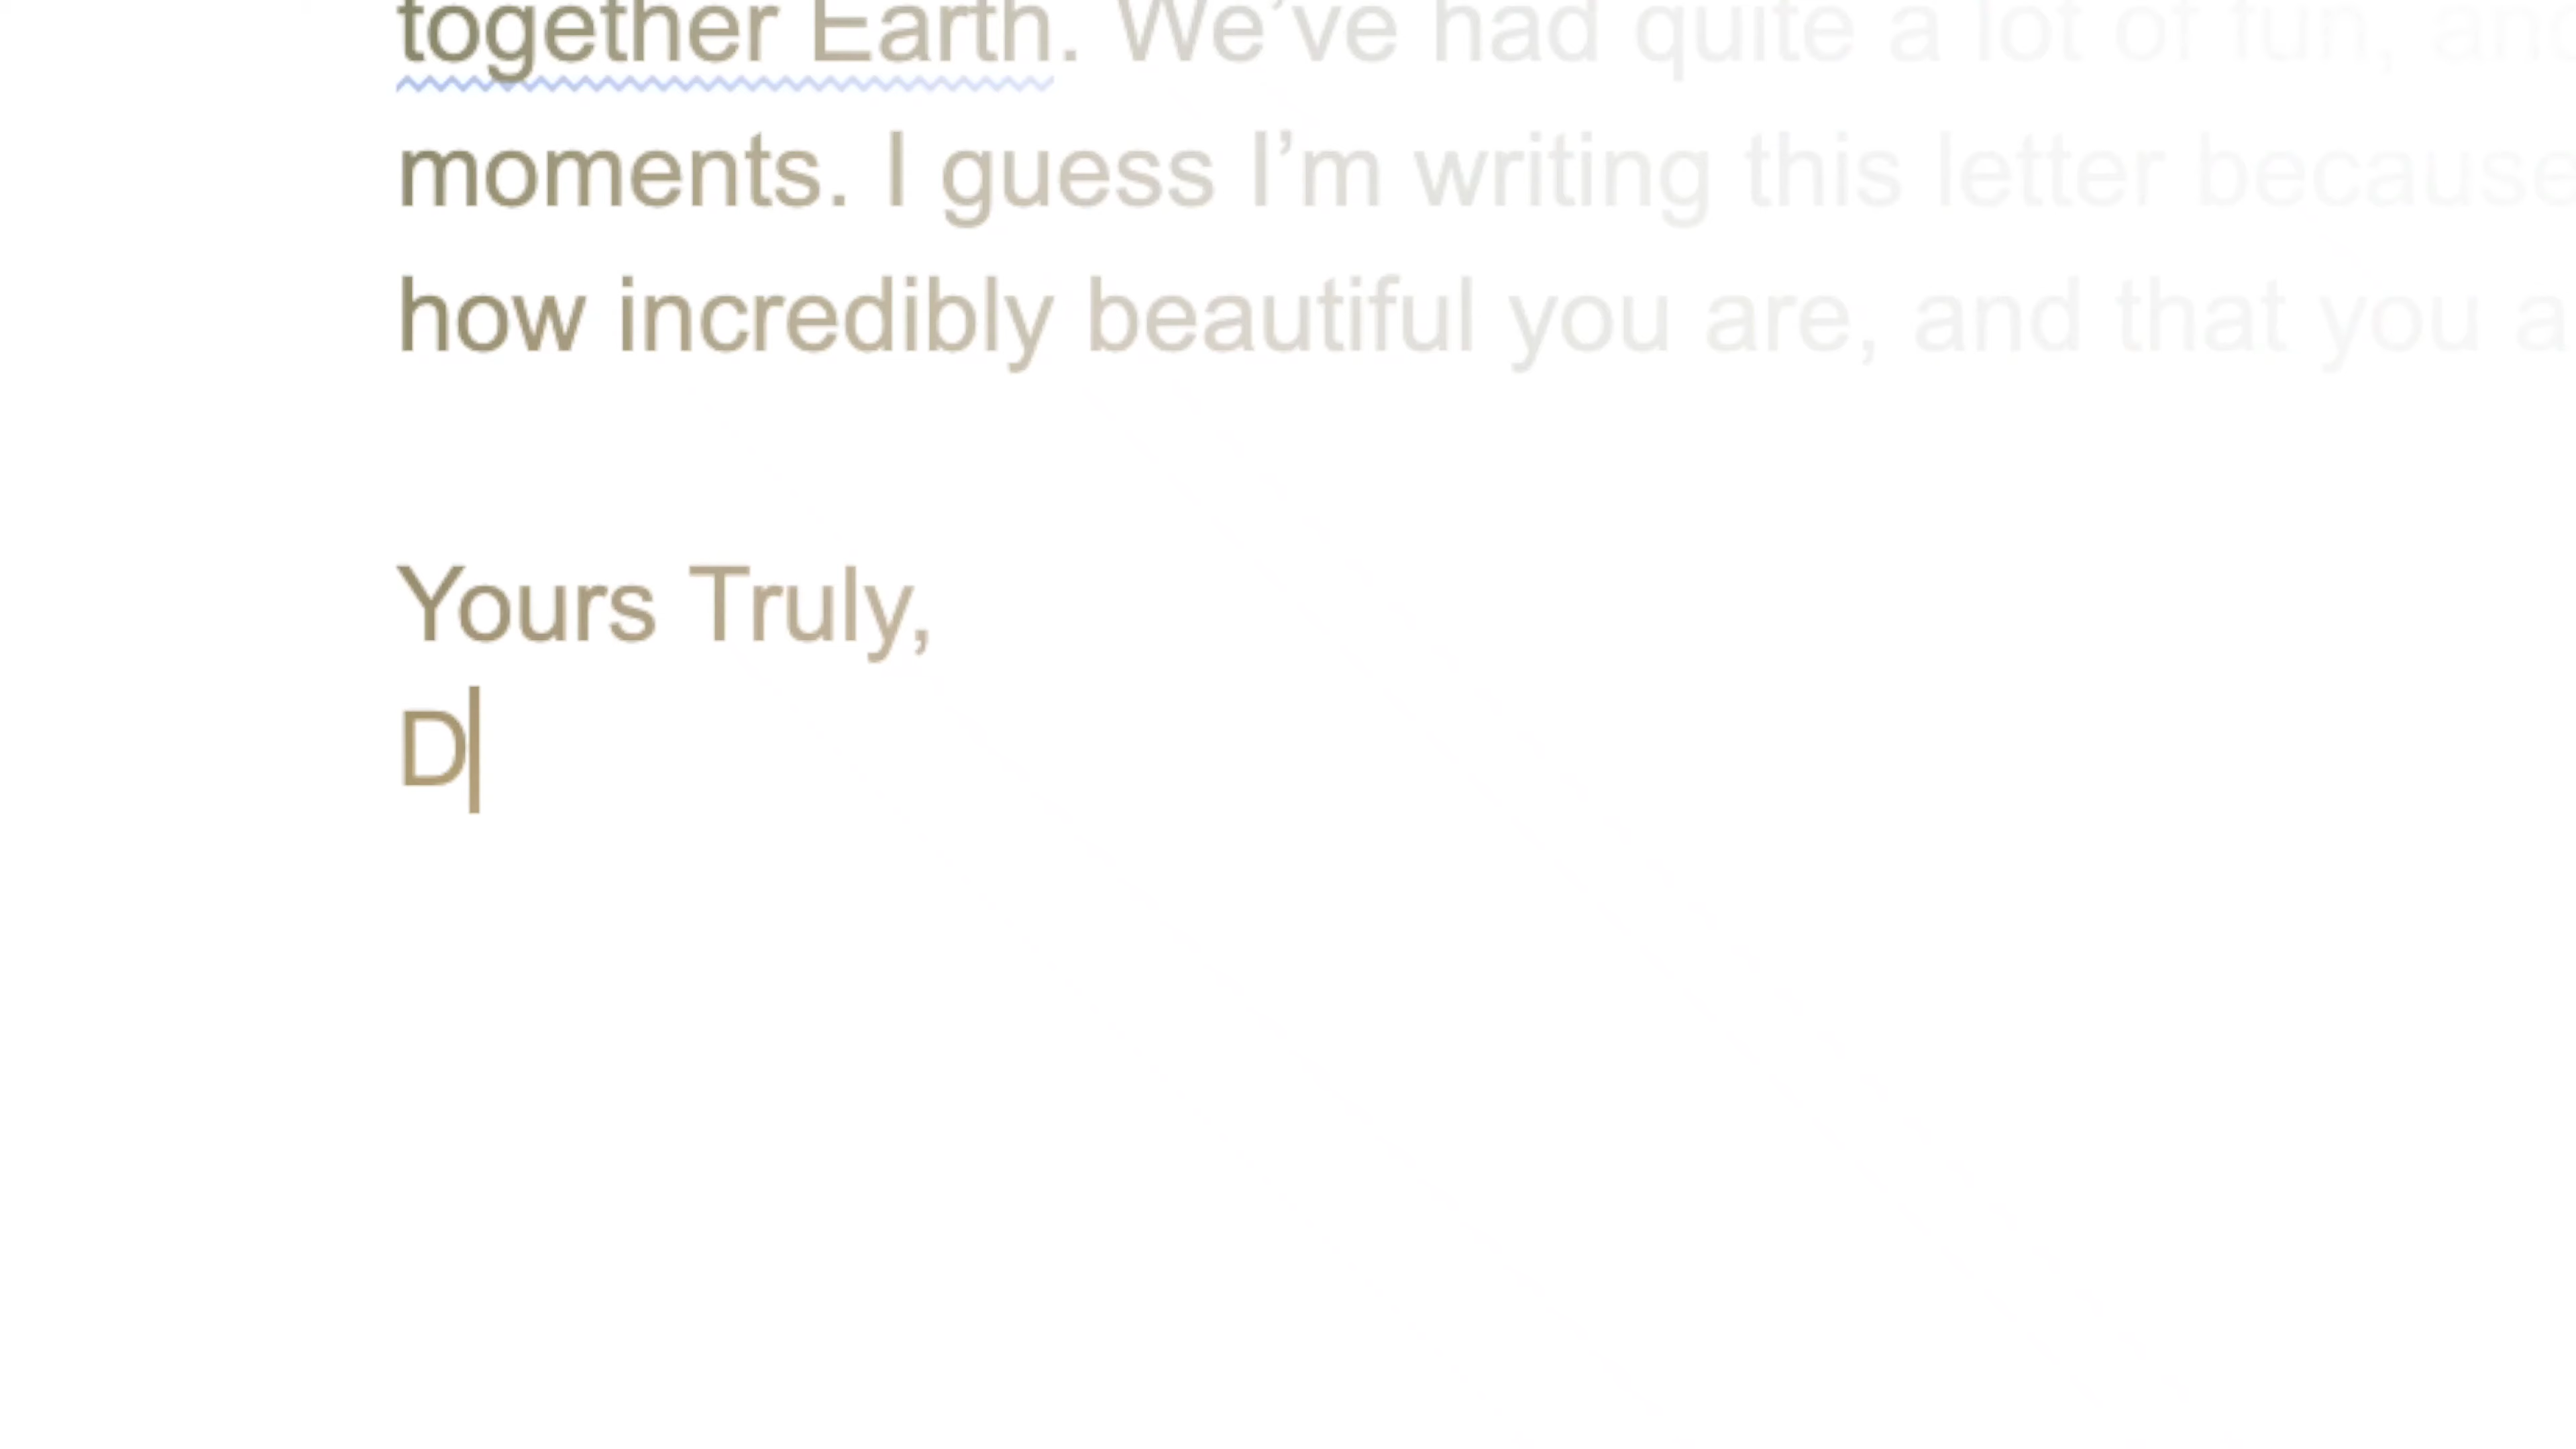 together Earth. We’ve had quite a lot of fun, and
moments. I guess I’m writing this letter because
how incredibly beautiful you are, and that you a
Yours Truly,
D